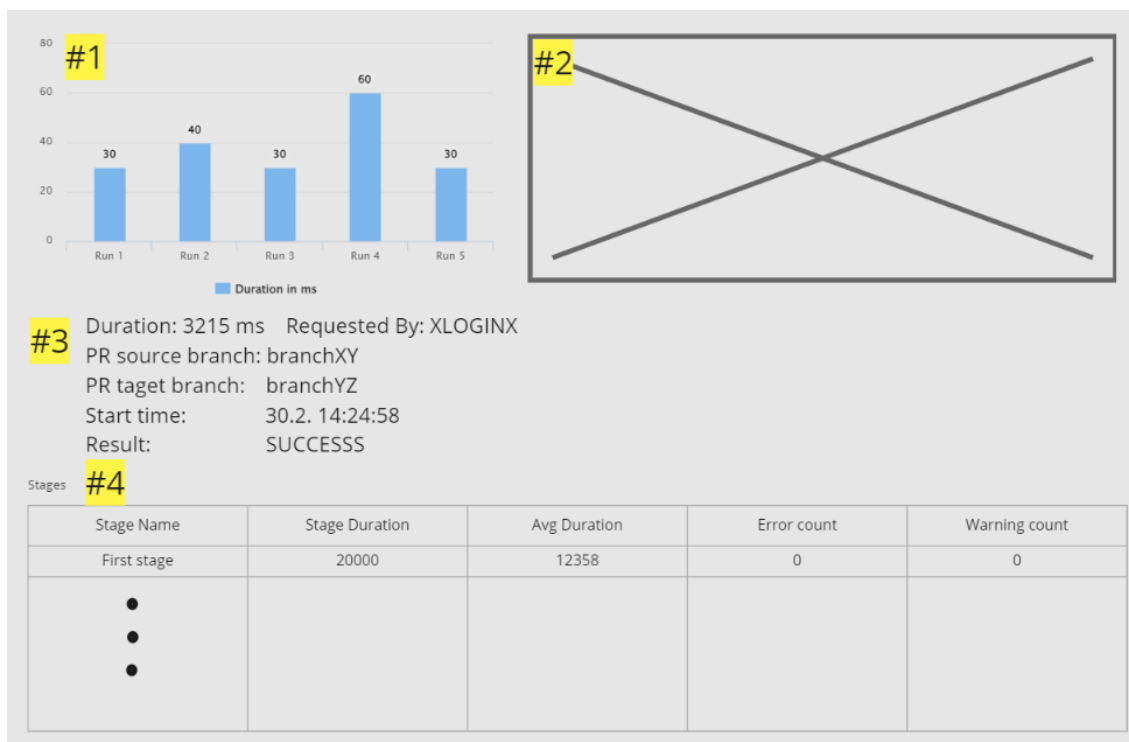 #1
80
60
40
20
0
30
40
30
60
30
Run 1 Run 2 Run 3 Run 4 Run 5
Duration in ms
#2
#3
Duration: 3215 ms Requested By: XLOGINX
PR source branch: branchXY
PR taget branch: branchYZ
Start time: 30.2. 14:24:58
Result: SUCCESSS
Stages #4
Stage Name Stage Duration Avg Duration Error count Warning count
First stage 20000 12358 0 0